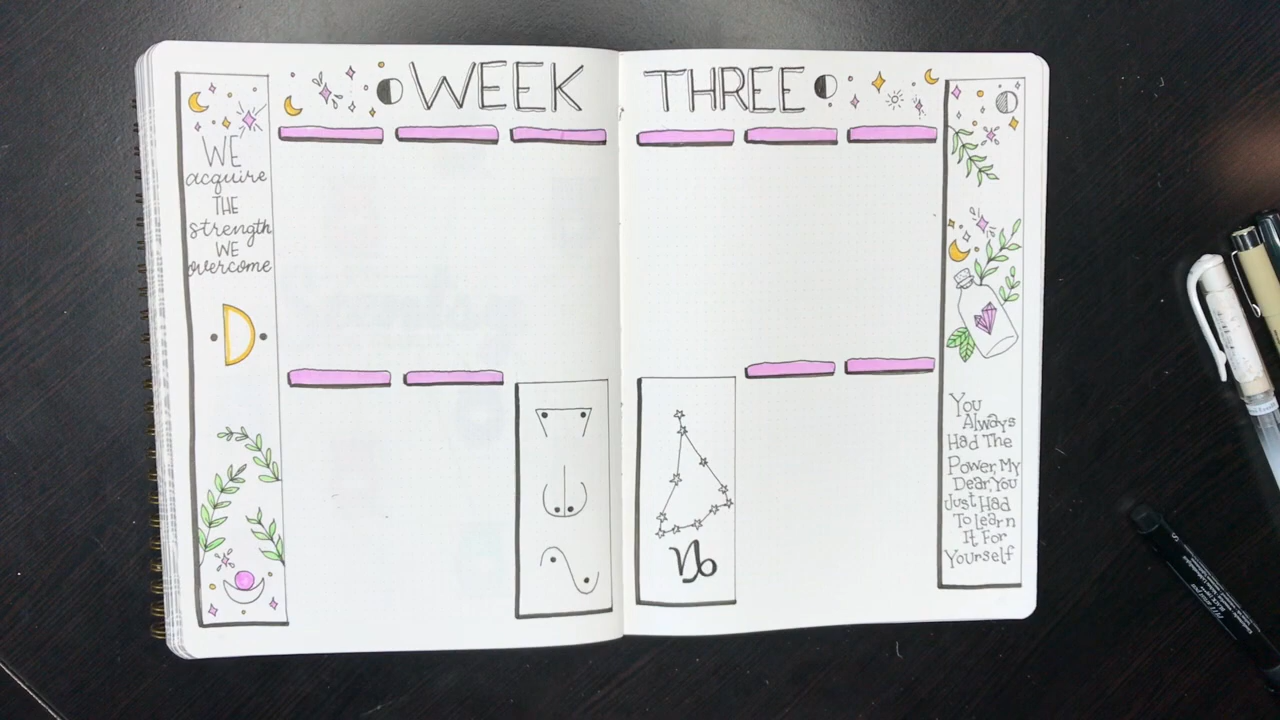 WEEK THREE
WE
acquire
THE
strength
WE
overcome
You
Always
Had The
Power, My
Dear, You
Just Had
To Learn
It For
Yourself